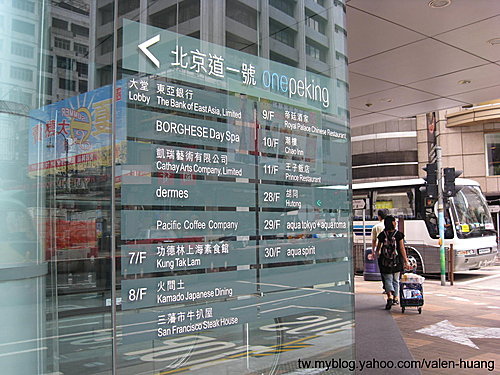 北京道一號 onepeking
大堂 東亞銀行
Lobby The Bank of East Asia, Limited
BORGHESE Day Spa
凱瑞藝術有限公司
Cathay Arts Company, Limited
dermes
Pacific Coffee Company
7/F 功德林上海素食館
Kung Tak Lam
8/F 火間土
Kamado Japanese Dining
三藩市牛扒屋
San Francisco Steak House
9/F 帝廷酒家
Royal Palace Chinese Restaurant
10/F 潮樓
Chao Inn
11/F 王子飯店
Prince Restaurant
28/F 胡同
Hutong
29/F aqua tokyo + aqua roma
30/F aqua spirit
tw.myblog.yahoo.com/valen-huang